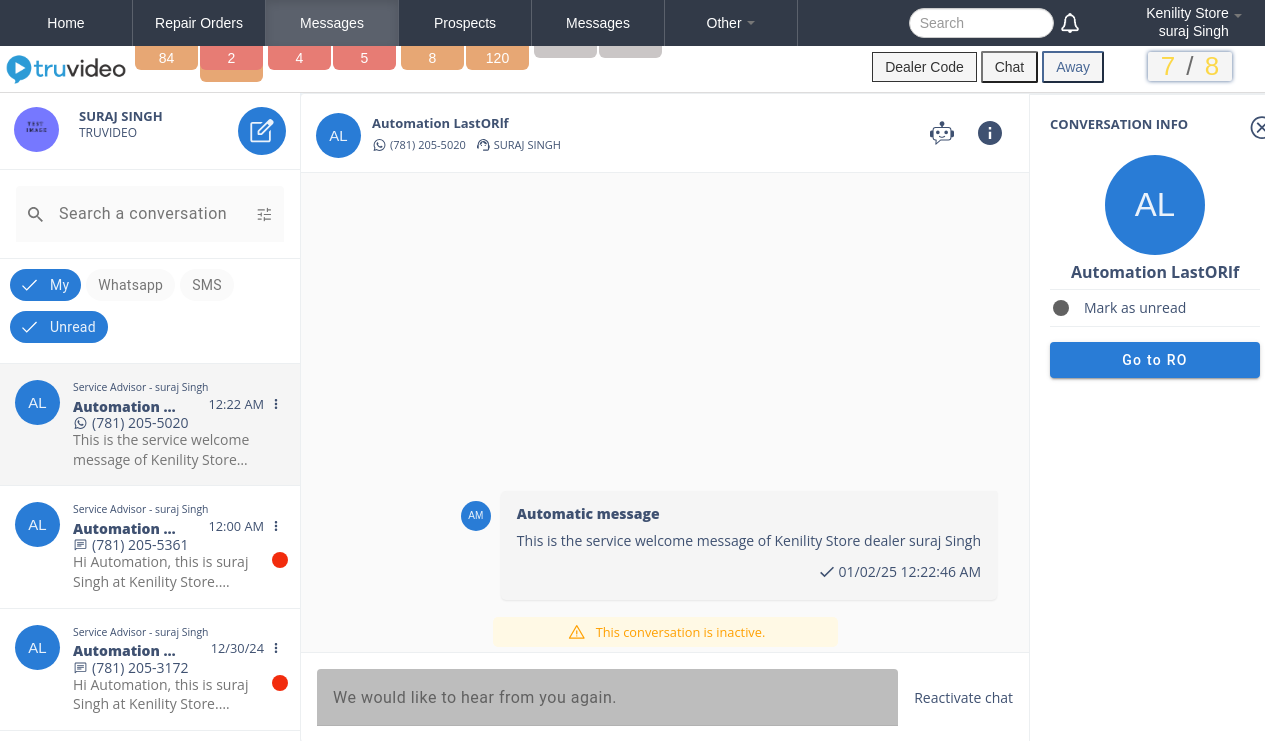 Home
Repair Orders
Messages
Prospects
Messages
Other
Search
Kenility Store
suraj Singh
truvideo
84
2
4
5
8
120
Dealer Code
Chat
Away
7 / 8
TEST
IMAGE
SURAJ SINGH
TRUVIDEO
Search a conversation
My
Whatsapp
SMS
Unread
AL
Service Advisor - suraj Singh
Automation ...
12:22 AM
(781) 205-5020
This is the service welcome
message of Kenility Store...
AL
Service Advisor - suraj Singh
Automation ...
12:00 AM
(781) 205-5361
Hi Automation, this is suraj
Singh at Kenility Store....
AL
Service Advisor - suraj Singh
Automation ...
12/30/24
(781) 205-3172
Hi Automation, this is suraj
Singh at Kenility Store....
AL
Automation LastORlf
(781) 205-5020
SURAJ SINGH
AM
Automatic message
This is the service welcome message of Kenility Store dealer suraj Singh
01/02/25 12:22:46 AM
This conversation is inactive.
We would like to hear from you again.
Reactivate chat
CONVERSATION INFO
AL
Automation LastORlf
Mark as unread
Go to RO